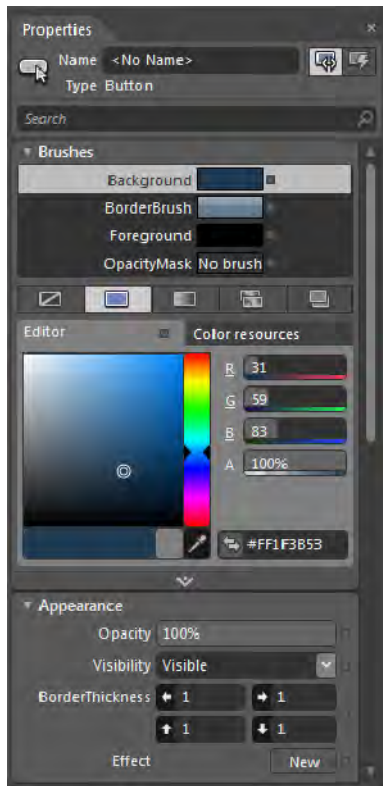 Properties
Name <No Name>
Type Button
Search
Brushes
Background
BorderBrush
Foreground
OpacityMask No brush
Editor Color resources
R 31
G 59
B 83
A 100%
#FF1F3B53
Appearance
Opacity 100%
Visibility Visible
BorderThickness 1 1
1 1
Effect New